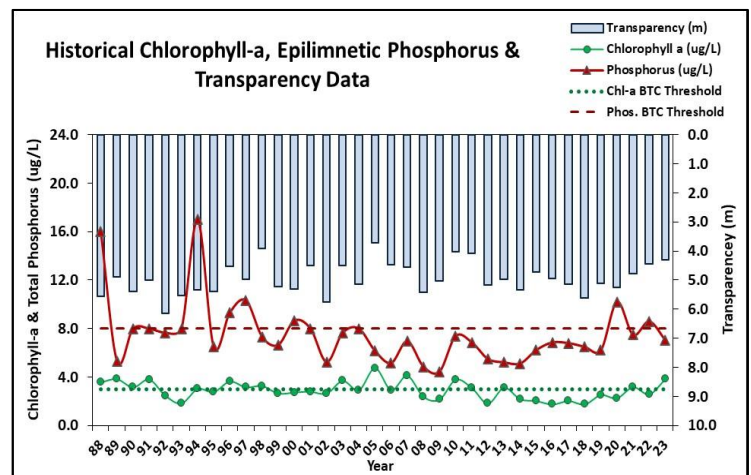 Historical Chlorophyll-a, Epilimnetic Phosphorus &
Transparency Data
Transparency (m)
Chlorophyll a (ug/L)
Phosphorus (ug/L)
Chl-a BTC Threshold
Phos. BTC Threshold
Chlorophyll-a & Total Phosphorus (ug/L)
24.0
20.0
16.0
12.0
8.0
4.0
0.0
0.0
1.0
2.0
3.0
4.0
5.0
6.0
7.0
8.0
9.0
10.0
Transparencey (m)
88 89 90 91 92 93 94 95 96 97 98 99 00 01 02 03 04 05 06 07 08 09 10 11 12 13 14 15 16 17 18 19 20 21 22 23
Year